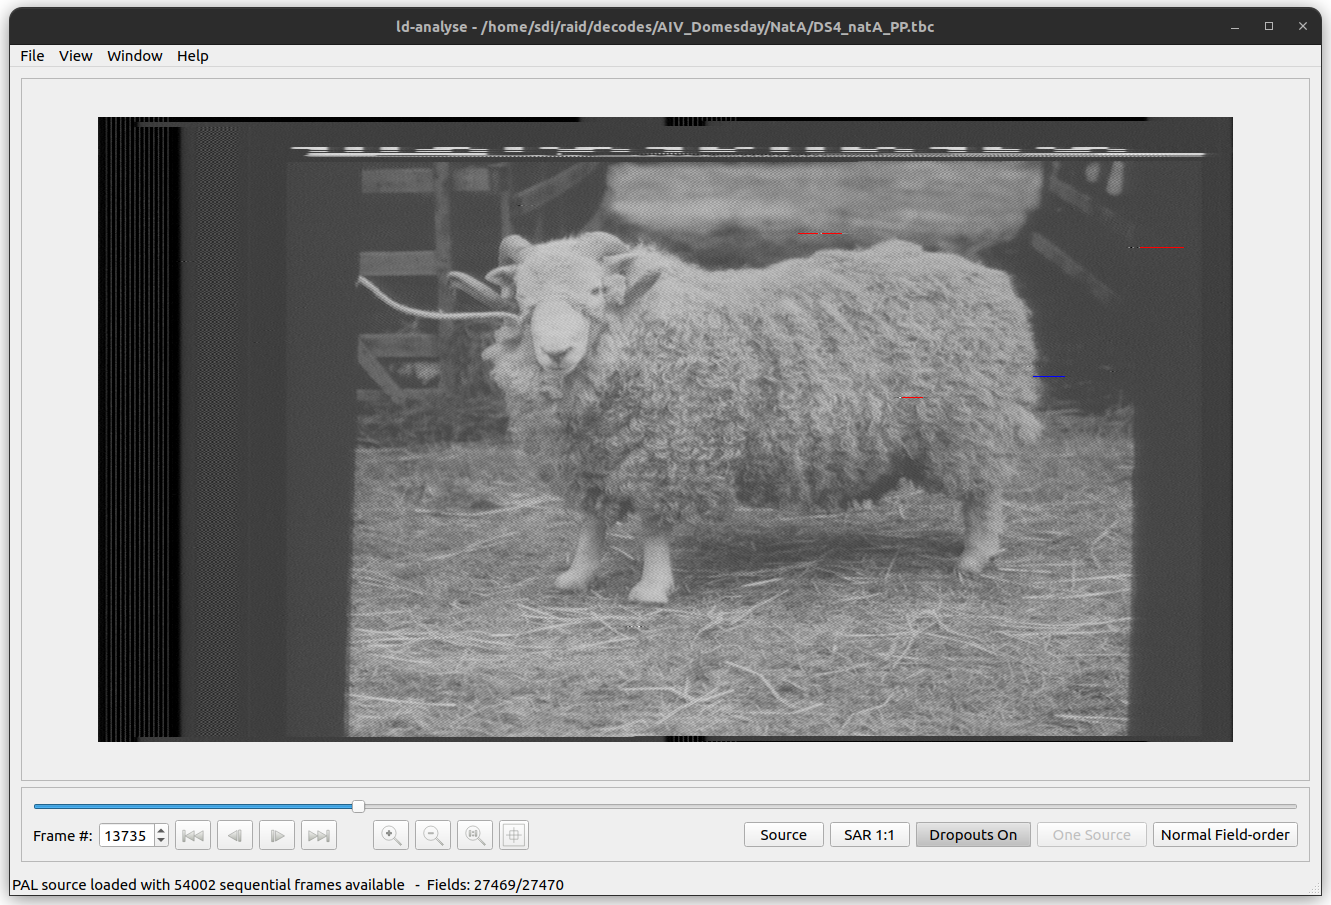 ld-analyse - /home/sdi/raid/decodes/AIV_Domesday/NatA/DS4_natA_PP.tbc
File View Window Help
Frame #: 13735 1:1 Source SAR 1:1 Dropouts On One Source Normal Field-order
PAL source loaded with 54002 sequential frames available - Fields: 27469/27470